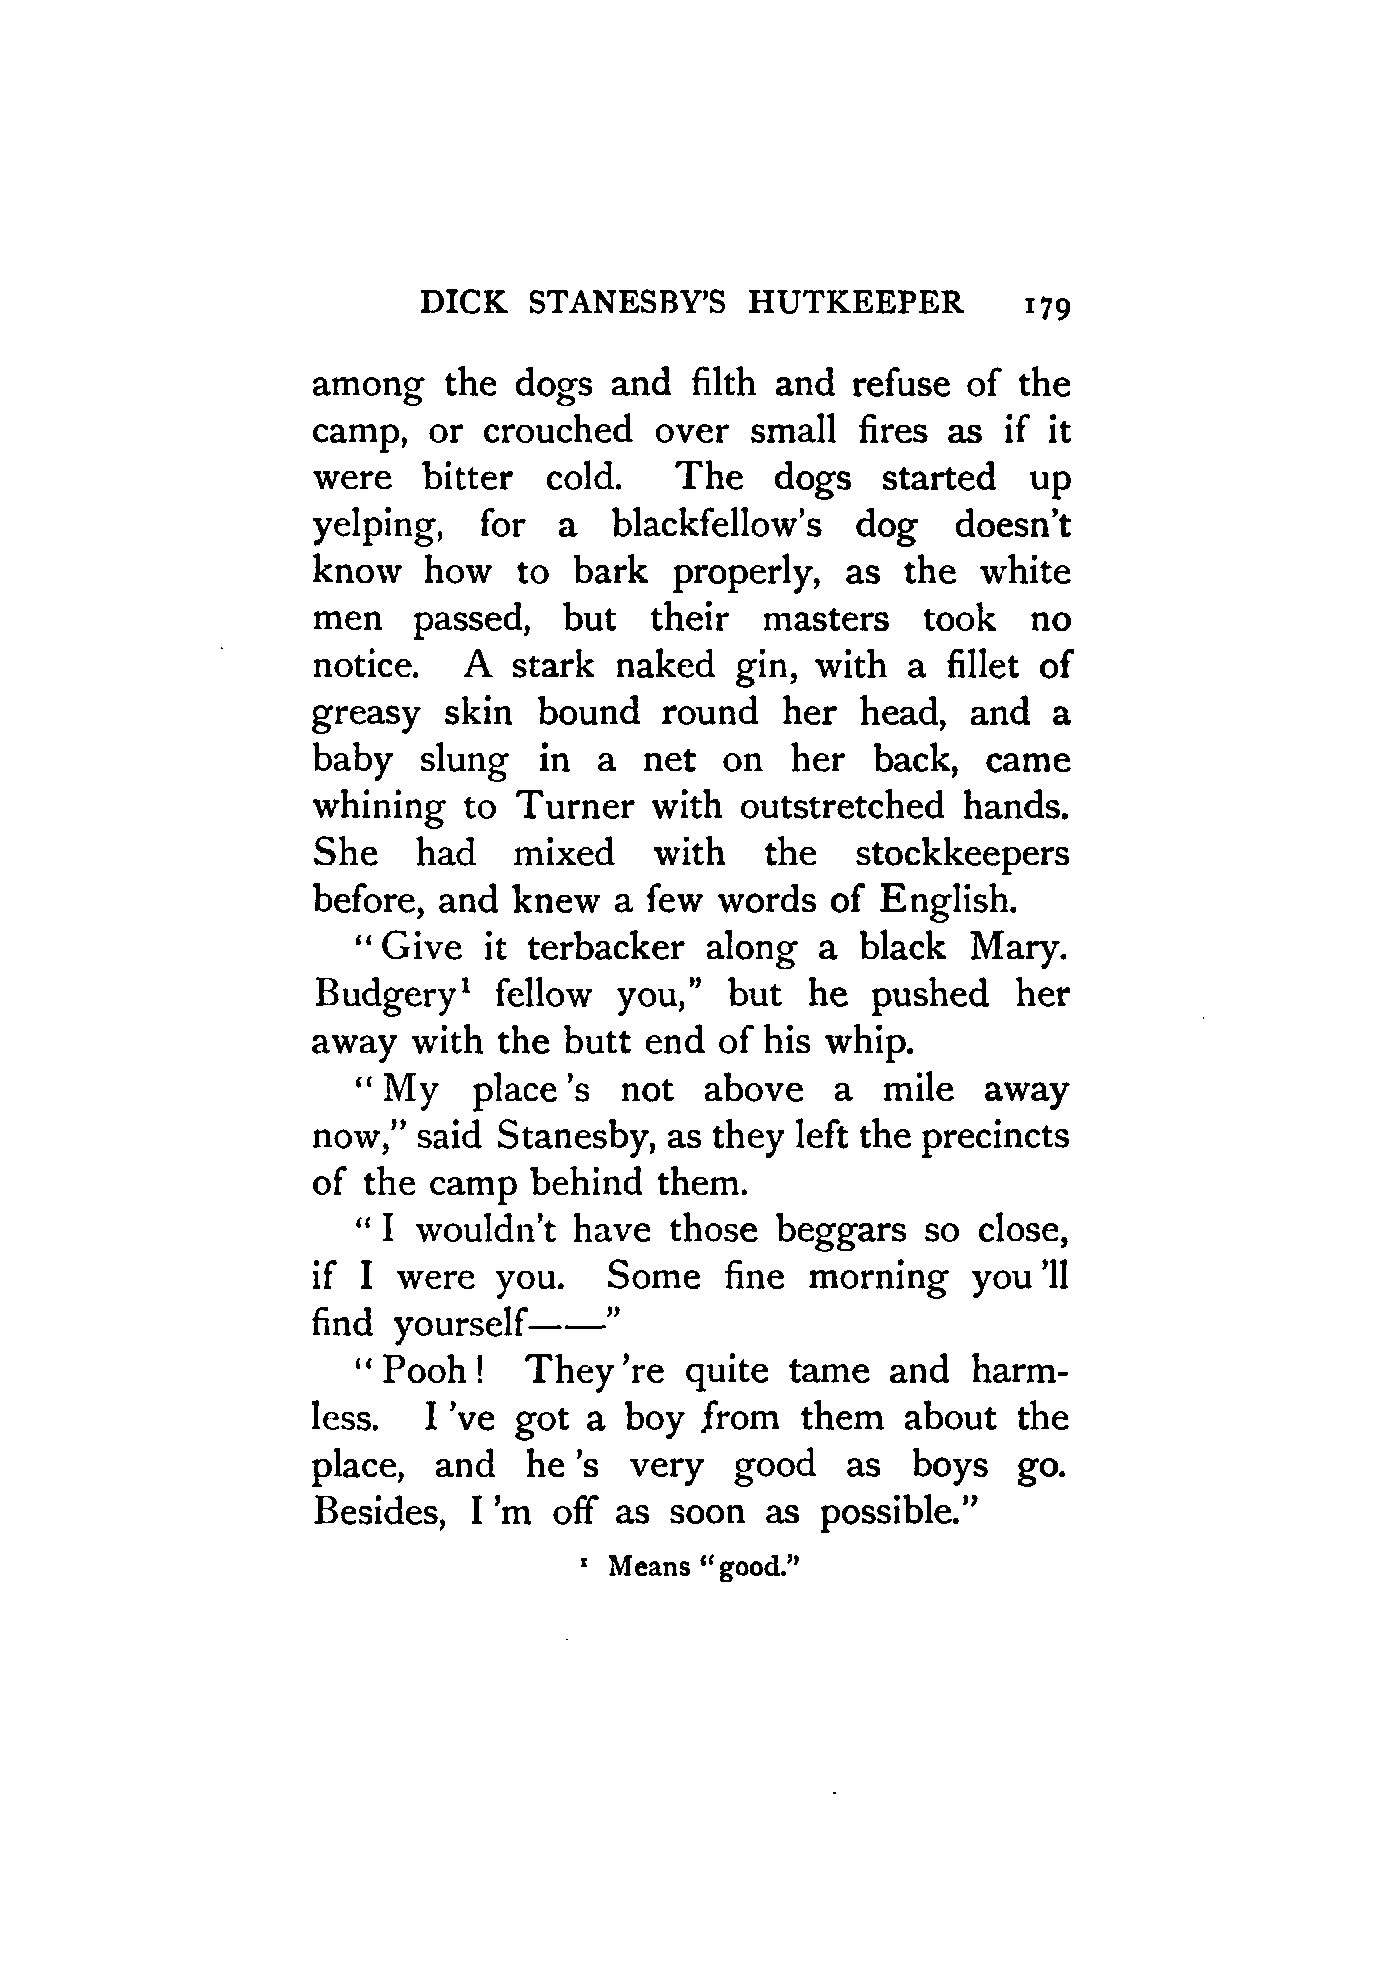 DICK STANESBY'S HUTKEEPER 179
among the dogs and filth and refuse of the
camp, or crouched over small fires as if it
were bitter cold. The dogs started up
yelping, for a blackfellow's dog doesn't
know how to bark properly, as the white
men passed, but their masters took no
notice. A stark naked gin, with a fillet of
greasy skin bound round her head, and a
baby slung in a net on her back, came
whining to Turner with outstretched hands.
She had mixed with the stockkeepers
before, and knew a few words of English.
"Give it terbacker along a black Mary.
Budgery¹ fellow you," but he pushed her
away with the butt end of his whip.
"My place 's not above a mile away
now," said Stanesby, as they left the precincts
of the camp behind them.
"I wouldn't have those beggars so close,
if I were you. Some fine morning you 'll
find yourself——"
"Pooh! They 're quite tame and harm-
less. I 've got a boy from them about the
place, and he 's very good as boys go.
Besides, I 'm off as soon as possible."
¹ Means "good."